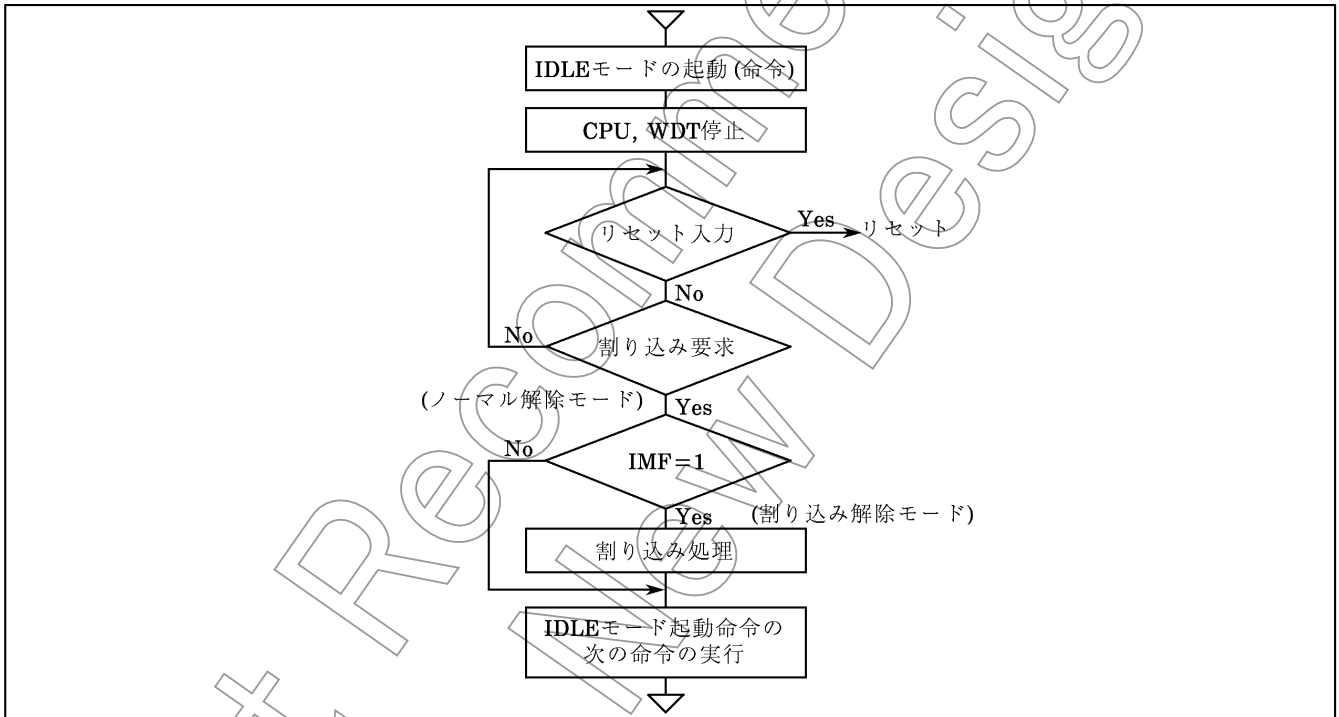 IDLEモードの起動 (命令)
CPU, WDT停止
リセット入力
Yes
リセット
No
割り込み要求
No
(ノーマル解除モード)
Yes
No
IMF=1
Yes
(割り込み解除モード)
割り込み処理
IDLEモード起動命令の
次の命令の実行
t Recomme
New Desig